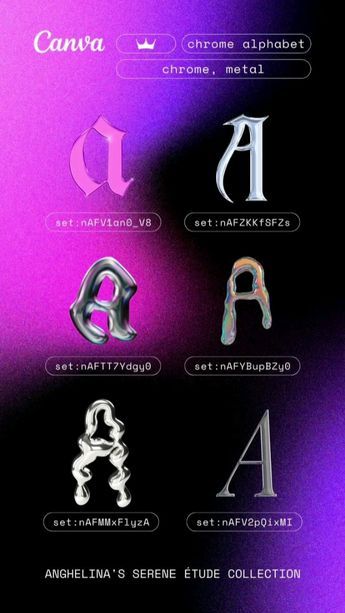 Canva
chrome alphabet
chrome, metal
a A
set:nAFV1an0_V8 set:nAFZKKfSFZs
A A
set:nAFTT7Ydgy0 set:nAFYBupBZy0
A A
set:nAFMMxFlyzA set:nAFV2pQixMI
ANGHELINA'S SERENE ÉTUDE COLLECTION